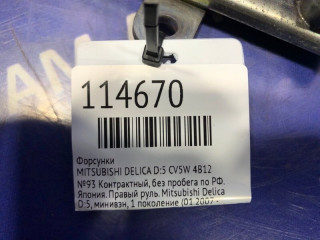 114670
Форсунки
MITSUBISHI DELICA D:5 CV5W 4B12
№93 Контрактный, без пробега по РФ.
Япония. Правый руль. Mitsubishi Delica
D:5, минивэн, 1 поколение (01.2007 -